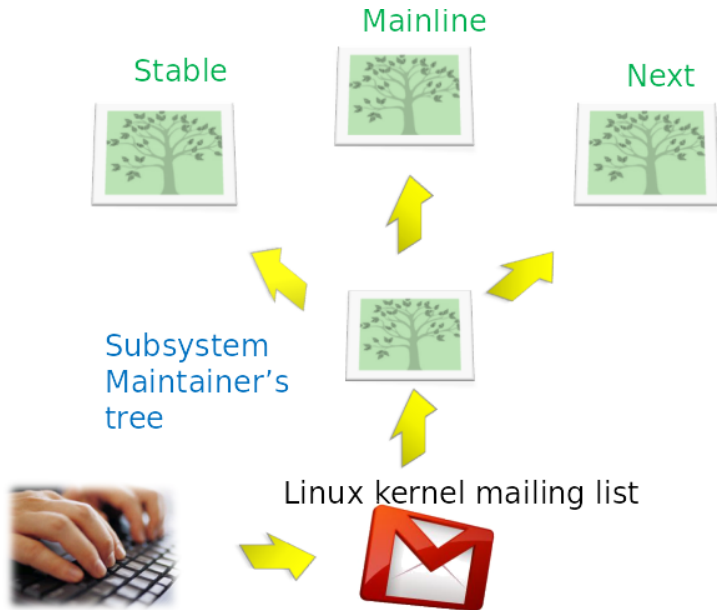 Mainline
Stable
Next
Subsystem
Maintainer’s
tree
Linux kernel mailing list